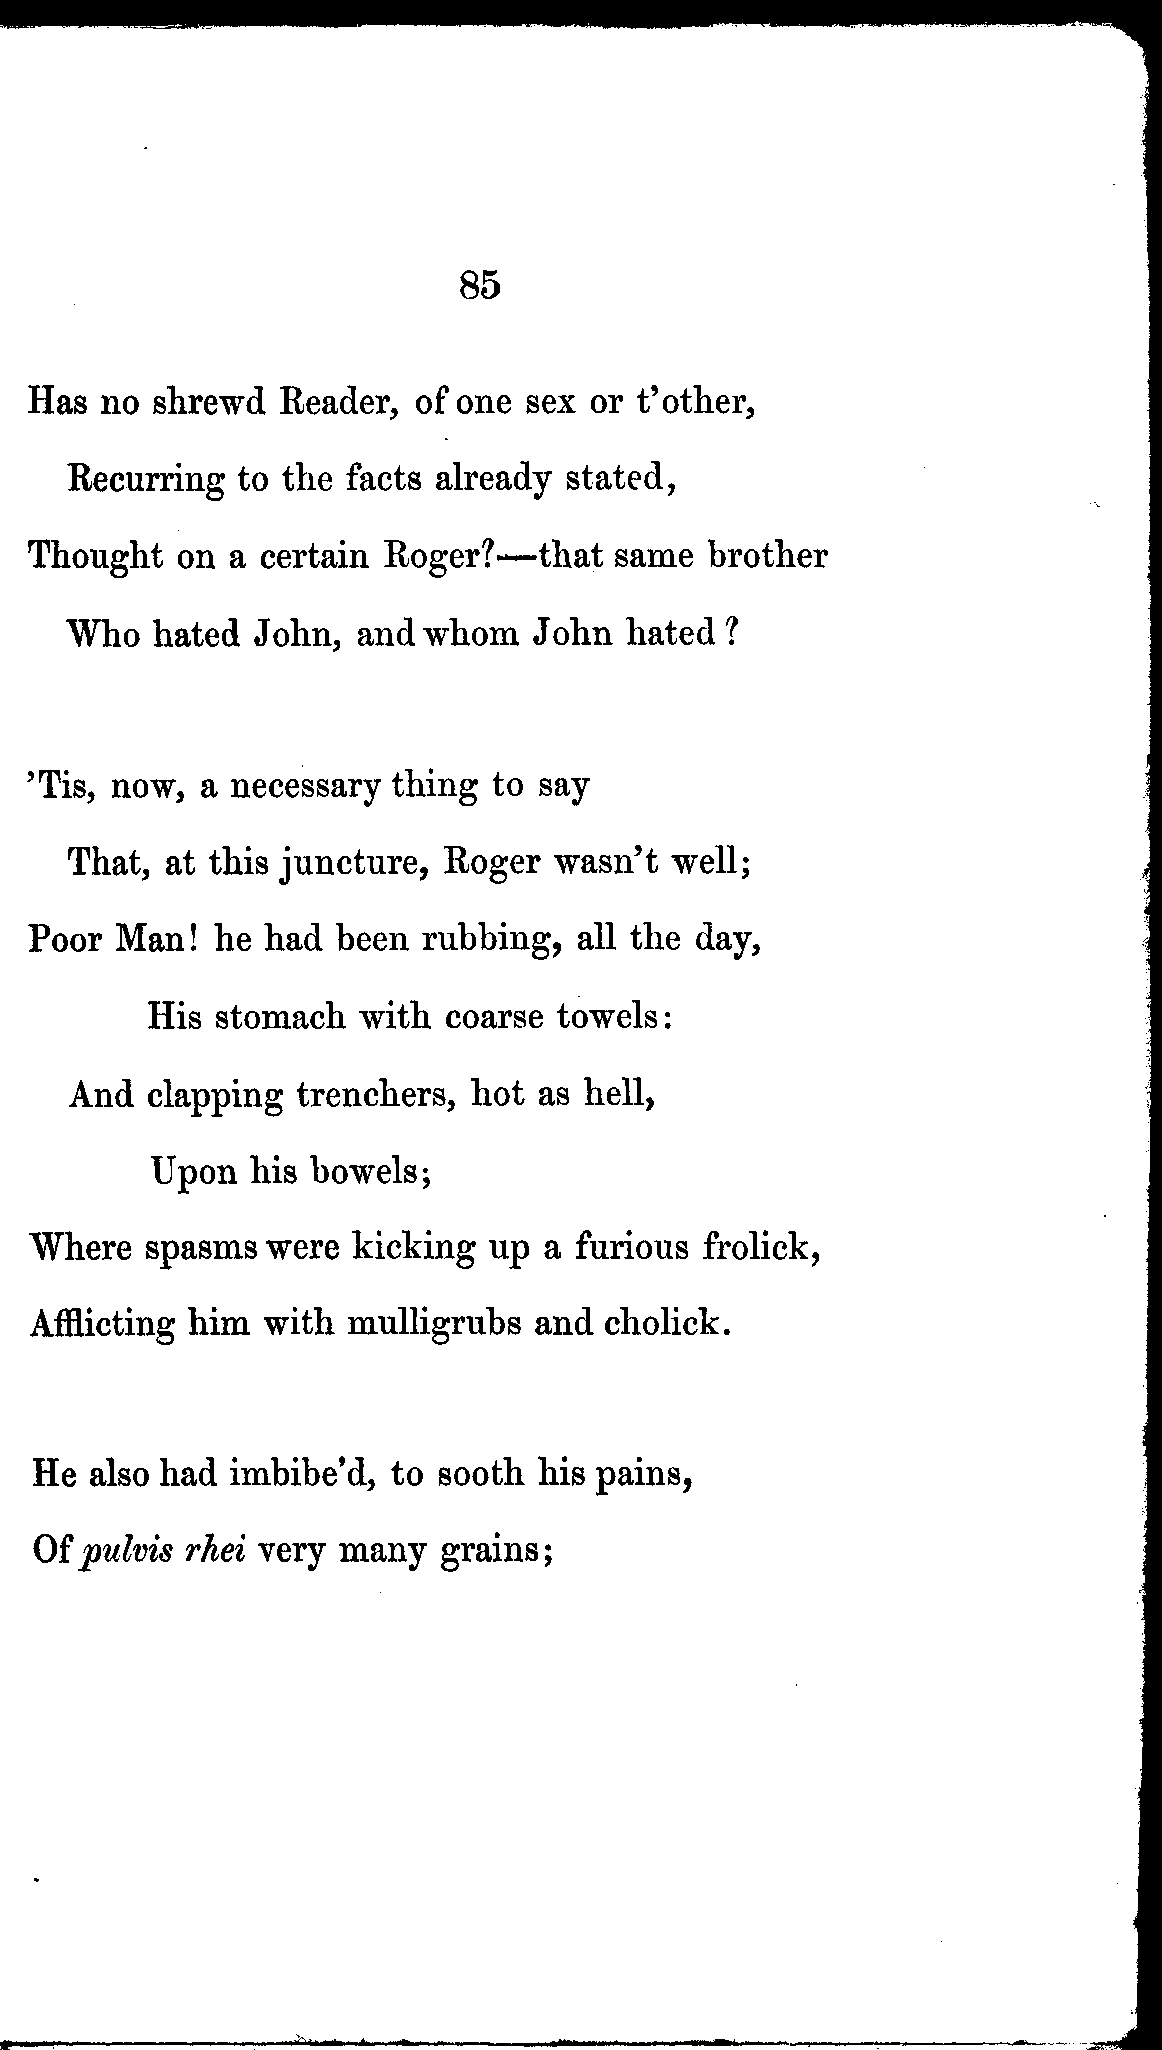 85
Has no shrewd Reader, of one sex or t'other,
Recurring to the facts already stated,
Thought on a certain Roger?—that same brother
Who hated John, and whom John hated?
'Tis, now, a necessary thing to say
That, at this juncture, Roger wasn't well;
Poor Man! he had been rubbing, all the day,
His stomach with coarse towels:
And clapping trenchers, hot as hell,
Upon his bowels;
Where spasms were kicking up a furious frolick,
Afflicting him with mulligrubs and cholick.
He also had imbibe'd, to sooth his pains,
Of pulvis rhei very many grains;